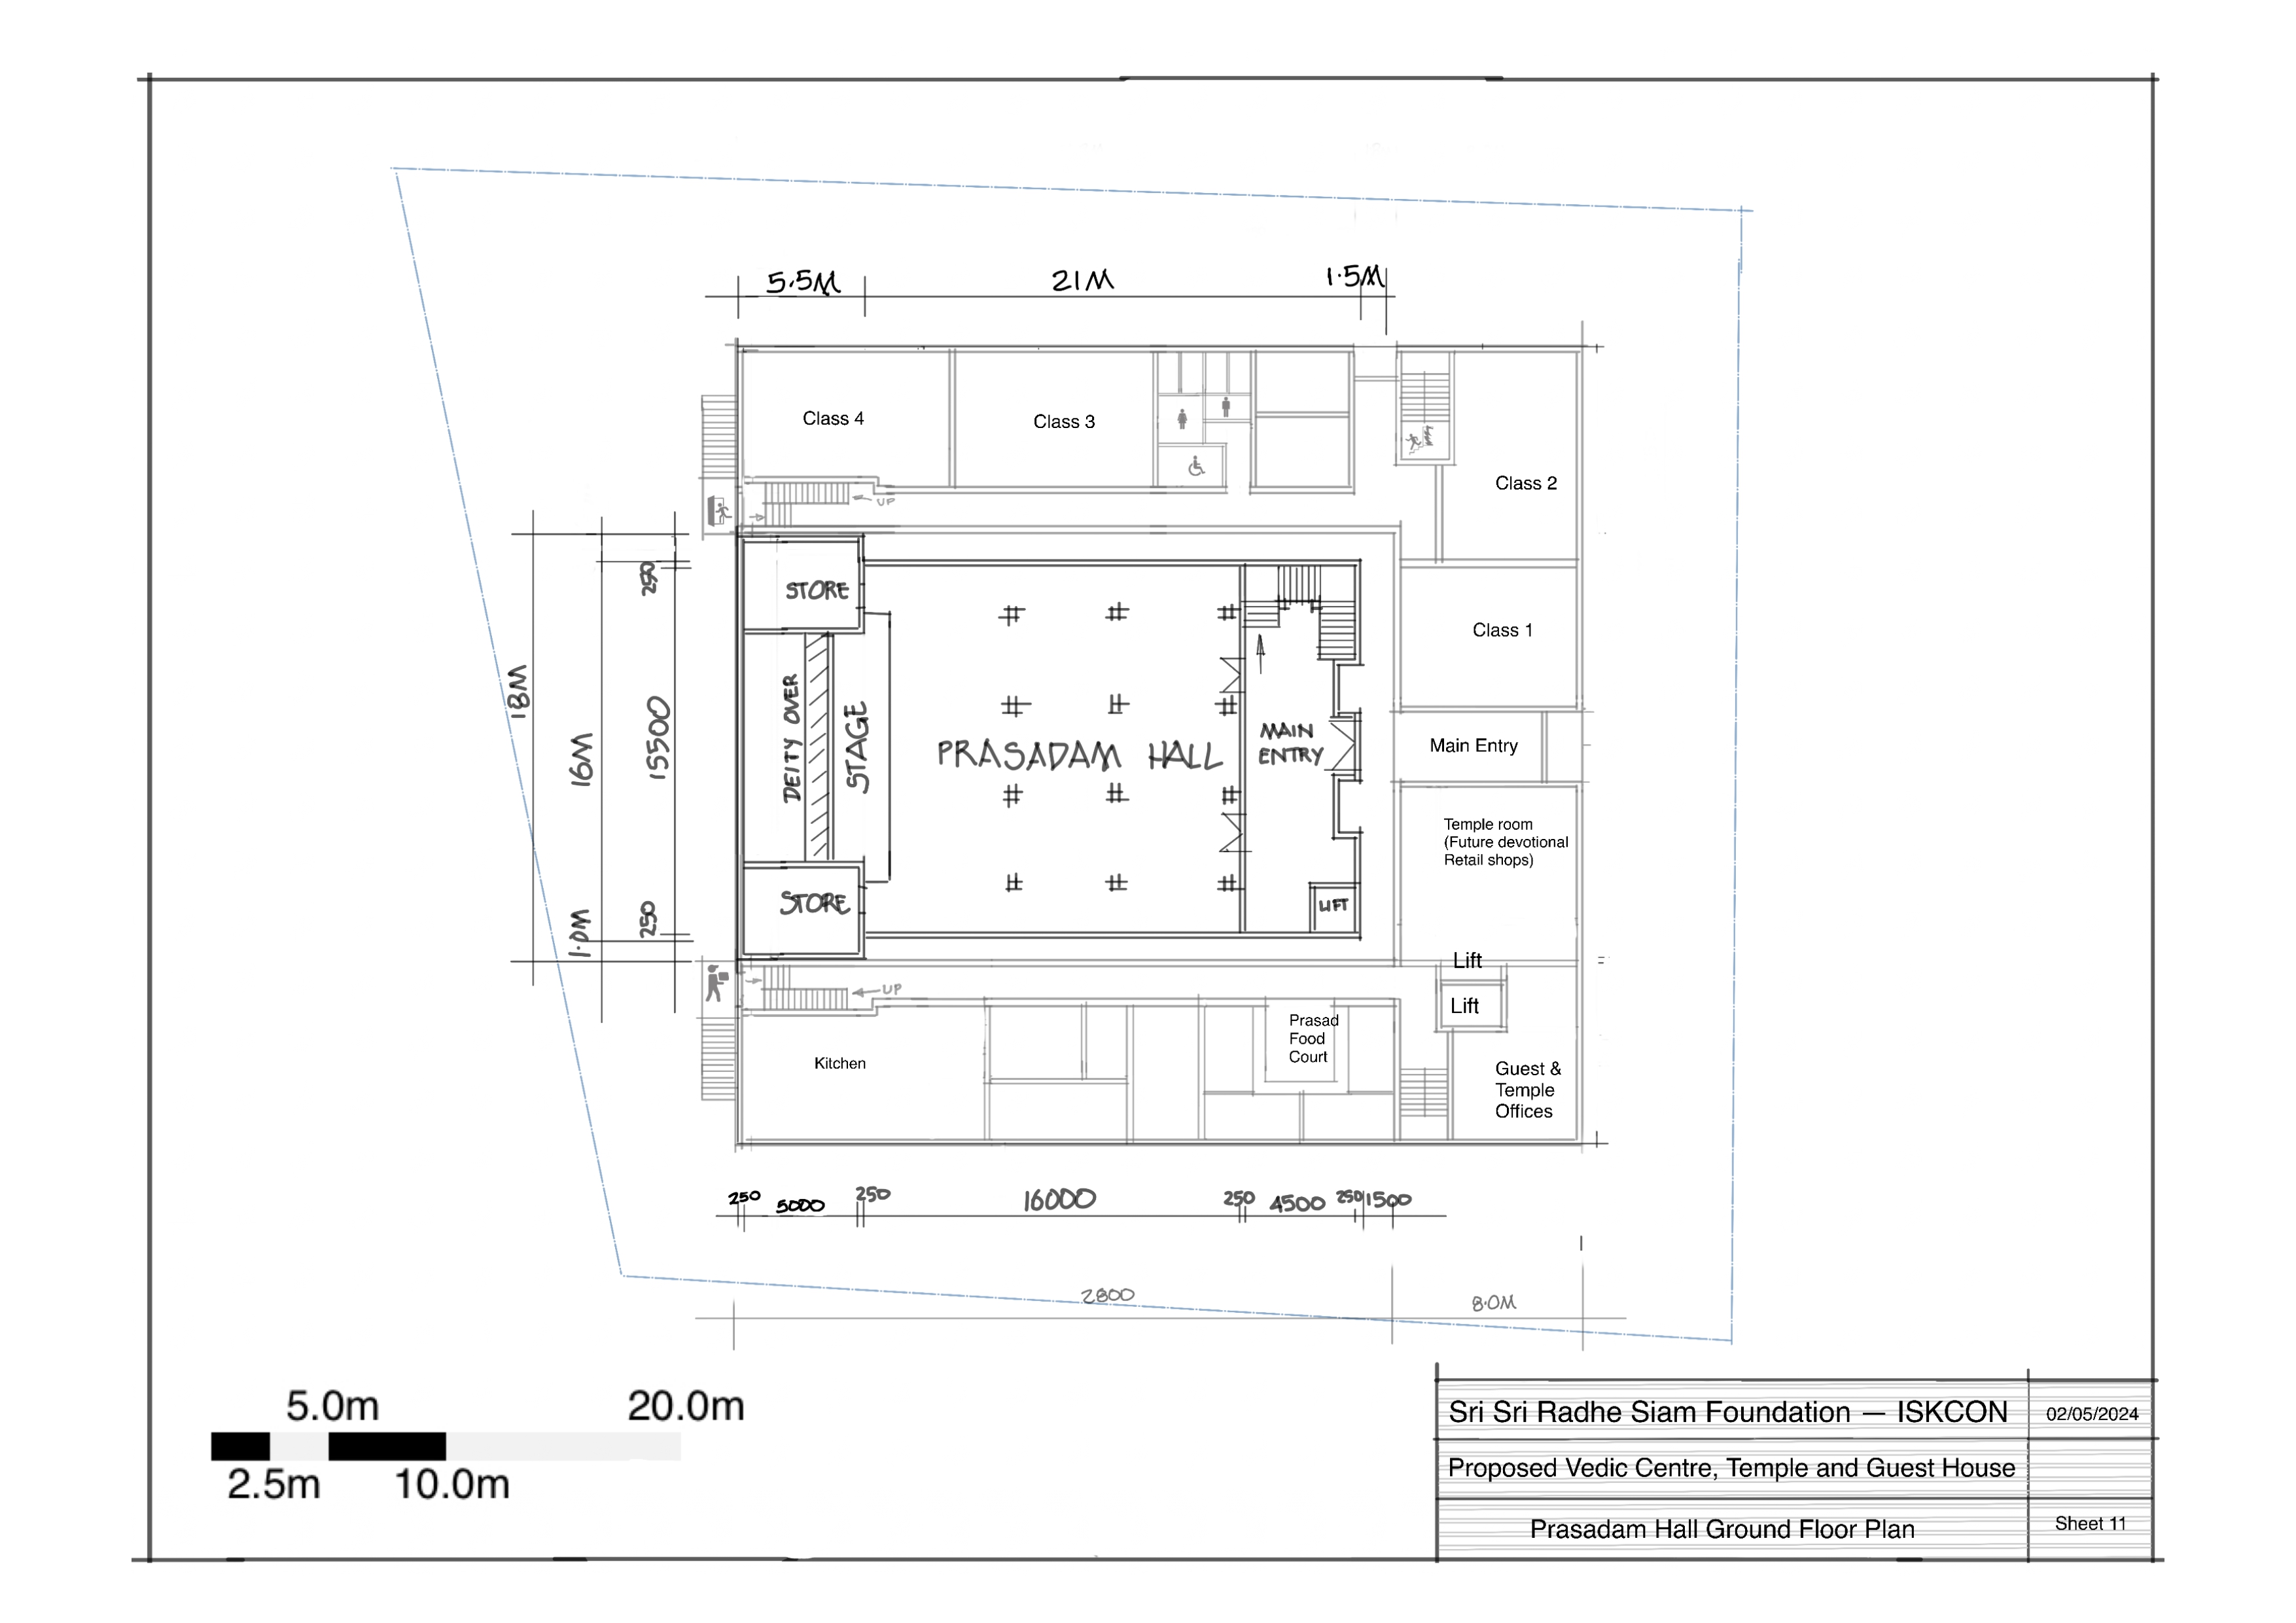 5.5M 21M 1.5M
Class 4
Class 3
UP
Class 2
250
STORE
Class 1
18M
16M
15500
DEITY OVER
STAGE
PRASADAM HALL
MAIN
ENTRY
Main Entry
Temple room
(Future devotional
Retail shops)
STORE
LIFT
1.0M
250
Lift
Lift
UP
Kitchen
Prasad
Food
Court
Guest &
Temple
Offices
250 5000 250 16000 250 4500 250 1500
2800
8.0M
5.0m 20.0m
2.5m 10.0m
Sri Sri Radhe Siam Foundation — ISKCON
02/05/2024
Proposed Vedic Centre, Temple and Guest House
Prasadam Hall Ground Floor Plan
Sheet 11